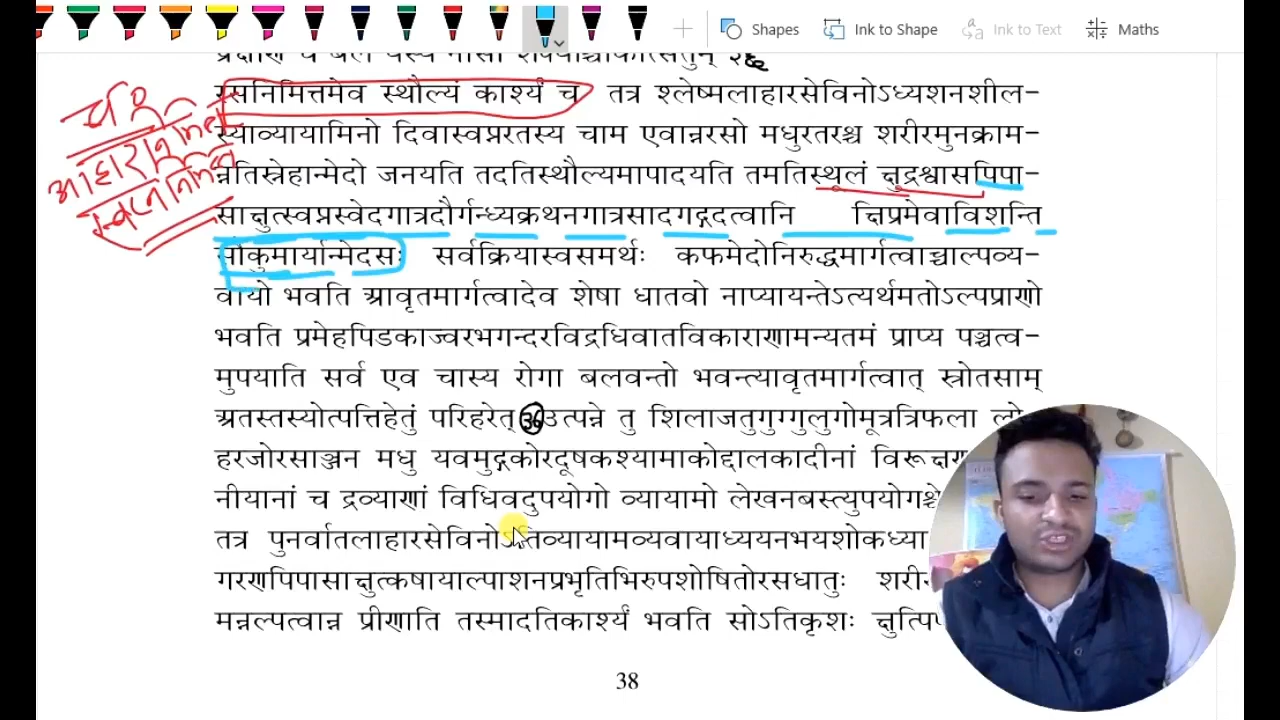 Shapes Ink to Shape Ink to Text Maths
रसनिमित्तमेव स्थौल्यं कार्श्यं च तत्र श्लेष्मलाहारसेविनोऽध्यशनशील-
स्याव्यायामिनो दिवास्वप्नरतस्य चाम एवान्नरसो मधुरतरश्च शरीरमनुक्राम-
न्नतिस्नेहान्मेदो जनयति तदतिस्थौल्यमापादयति तमतिस्थूलं क्षुद्रश्वासपिपा-
साक्षुत्स्वप्नस्वेदगात्रदौर्गन्ध्यक्रथनगात्रसादगद्गदत्वानि क्षिप्रमेवाविशन्ति
सौकुमार्यान्मेदसः सर्वक्रियास्वसमर्थः कफमेदोनिरुद्धमार्गत्वाच्चाल्पव्य-
वायो भवति आवृतमार्गत्वादेव शेषा धातवो नाप्यायन्तेऽत्यर्थमतोऽल्पप्राणो
भवति प्रमेहपिडकाज्वरभगन्दरविद्रधिवातविकाराणामन्यतमं प्राप्य पञ्चत्व-
मुपयाति सर्व एव चास्य रोगा बलवन्तो भवन्त्यावृतमार्गत्वात् स्रोतसाम्
अतस्तस्योत्पत्तिहेतुं परिहरेत् उत्पन्ने तु शिलाजतुगुग्गुलुगोमूत्रत्रिफला लो-
हरजोरसाञ्जन मधु यवमुद्गकोरदूषकश्यामाकोद्दालकादीनां
नीयानां च द्रव्याणां विधिवदुपयोगो व्यायामो
तत्र पुनर्वातलाहारसेविनोऽतिव्यायामव्यवायाध्ययनभयशोकध्या
गरणपिपासाक्षुत्कषायाल्पाशनप्रभृतिभिरुपशोषितोरसधातुः
मन्नल्पत्वान्न प्रीणाति तस्मादतिकार्श्यं भवति सोऽतिकृशः
38